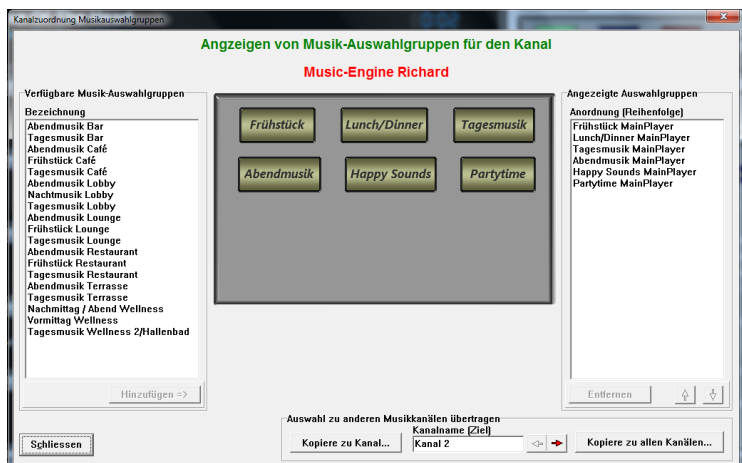 Kanalzuordnung Musikauswahlgruppen
Angzeigen von Musik-Auswahlgruppen für den Kanal
Music-Engine Richard
Verfügbare Musik-Auswahlgruppen
Bezeichnung
Abendmusik Bar
Tagesmusik Bar
Abendmusik Café
Frühstück Café
Tagesmusik Café
Abendmusik Lobby
Nachtmusik Lobby
Tagesmusik Lobby
Abendmusik Lounge
Frühstück Lounge
Tagesmusik Lounge
Abendmusik Restaurant
Frühstück Restaurant
Tagesmusik Restaurant
Abendmusik Terrasse
Tagesmusik Terrasse
Nachmittag / Abend Wellness
Vormittag Wellness
Tagesmusik Wellness 2/Hallenbad
Hinzufügen =>
Schliessen
Frühstück Lunch/Dinner Tagesmusik
Abendmusik Happy Sounds Partytime
Angezeigte Auswahlgruppen
Anordnung (Reihenfolge)
Frühstück MainPlayer
Lunch/Dinner MainPlayer
Tagesmusik MainPlayer
Abendmusik MainPlayer
Happy Sounds MainPlayer
Partytime MainPlayer
Entfernen
Auswahl zu anderen Musikkanälen übertragen
Kanalname (Ziel)
Kopiere zu Kanal... Kanal 2 Kopiere zu allen Kanälen...